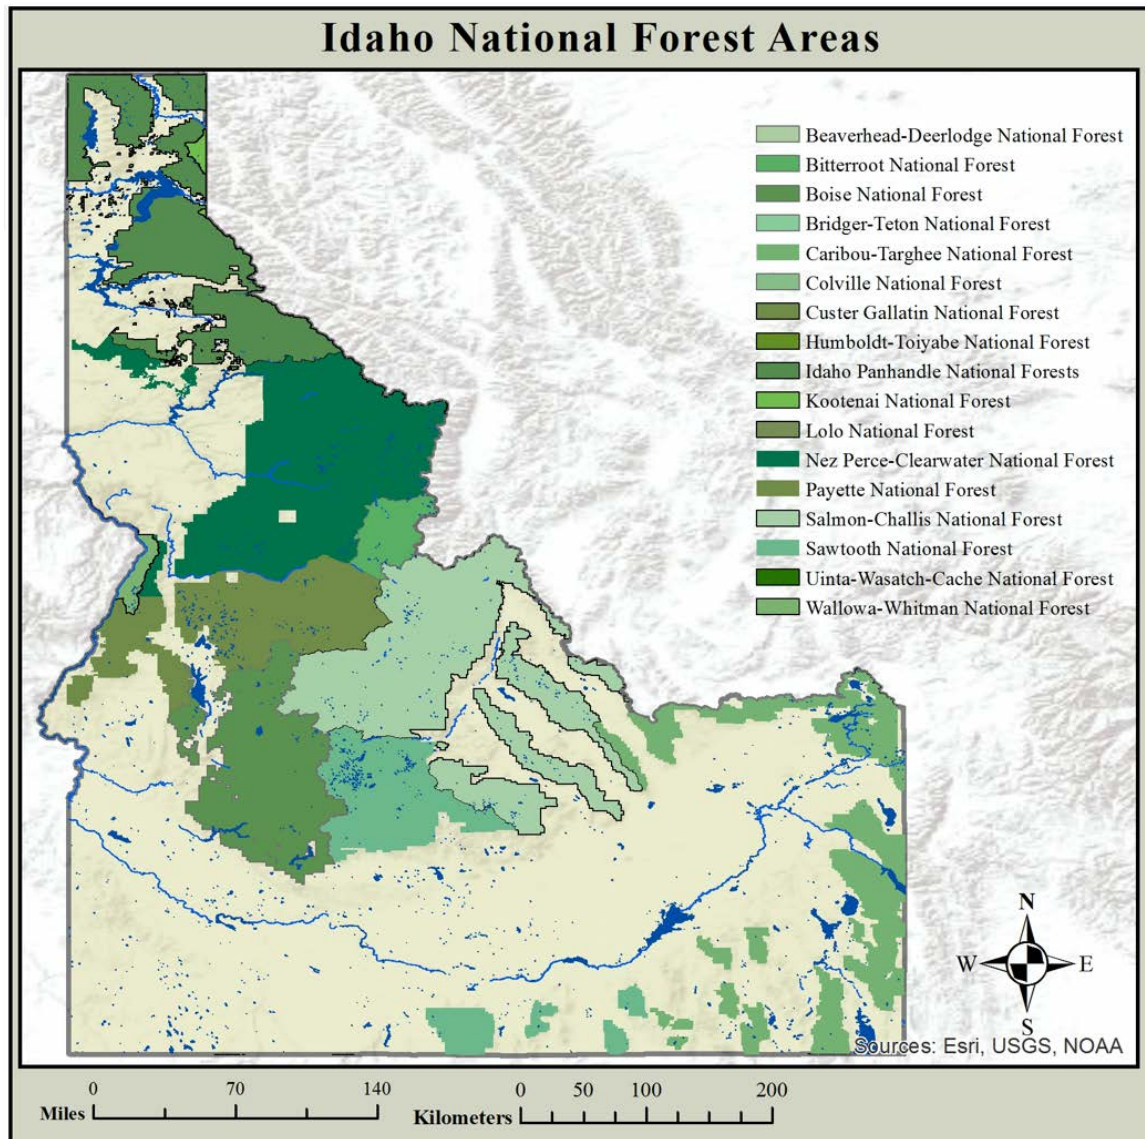 Idaho National Forest Areas
Beaverhead-Deerlodge National Forest
Bitterroot National Forest
Boise National Forest
Bridger-Teton National Forest
Caribou-Targhee National Forest
Colville National Forest
Custer Gallatin National Forest
Humboldt-Toiyabe National Forest
Idaho Panhandle National Forests
Kootenai National Forest
Lolo National Forest
Nez Perce-Clearwater National Forest
Payette National Forest
Salmon-Challis National Forest
Sawtooth National Forest
Uinta-Wasatch-Cache National Forest
Wallowa-Whitman National Forest
N
W E
S
Sources: Esri, USGS, NOAA
0 70 140
Miles
0 50 100 200
Kilometers